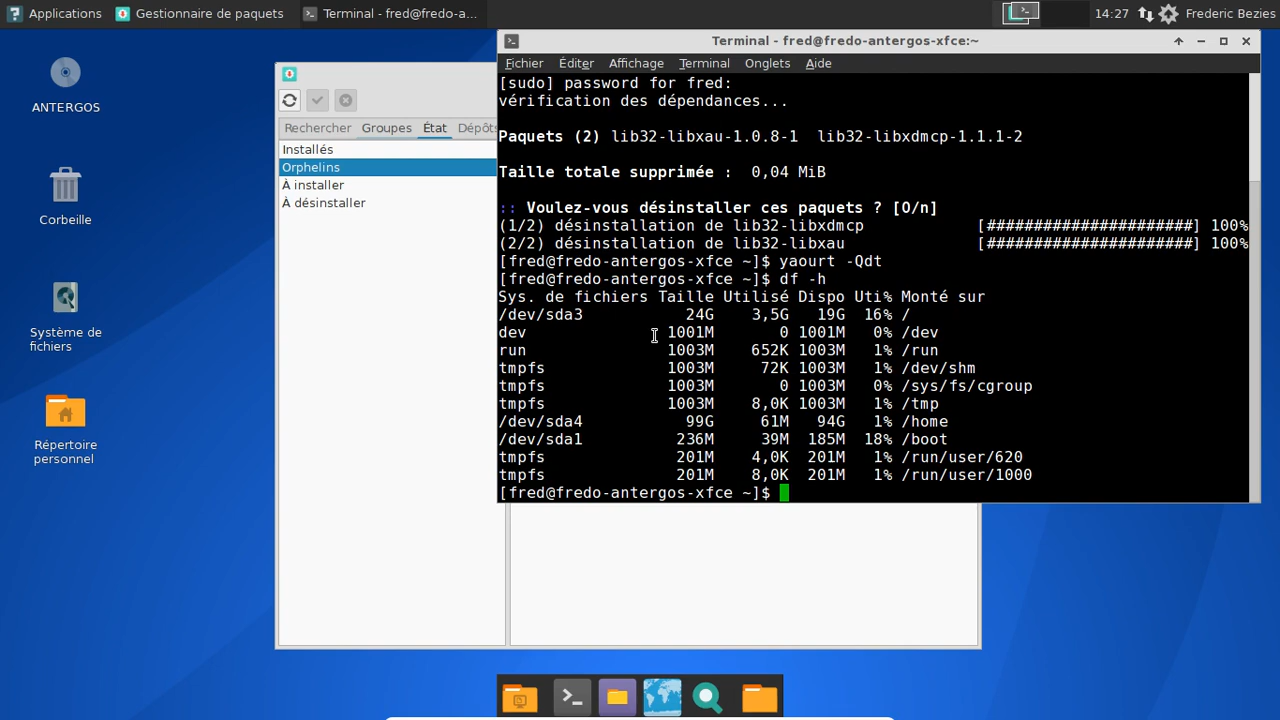 Applications Gestionnaire de paquets Terminal - fred@fredo-a... 14:27 Frederic Bezies
Terminal - fred@fredo-antergos-xfce:~
Fichier Éditer Affichage Terminal Onglets Aide
[sudo] password for fred:
vérification des dépendances...
Paquets (2) lib32-libxau-1.0.8-1 lib32-libxdmcp-1.1.1-2
Taille totale supprimée : 0,04 MiB
:: Voulez-vous désinstaller ces paquets ? [O/n]
(1/2) désinstallation de lib32-libxdmcp [######################] 100%
(2/2) désinstallation de lib32-libxau [######################] 100%
[fred@fredo-antergos-xfce ~]$ yaourt -Qdt
[fred@fredo-antergos-xfce ~]$ df -h
Sys. de fichiers Taille Utilisé Dispo Uti% Monté sur
/dev/sda3 24G 3,5G 19G 16% /
dev 1001M 0 1001M 0% /dev
run 1003M 652K 1003M 1% /run
tmpfs 1003M 72K 1003M 1% /dev/shm
tmpfs 1003M 0 1003M 0% /sys/fs/cgroup
tmpfs 1003M 8,0K 1003M 1% /tmp
/dev/sda4 99G 61M 94G 1% /home
/dev/sda1 236M 39M 185M 18% /boot
tmpfs 201M 4,0K 201M 1% /run/user/620
tmpfs 201M 8,0K 201M 1% /run/user/1000
[fred@fredo-antergos-xfce ~]$
Rechercher Groupes État Dépôts
Installés
Orphelins
À installer
À désinstaller
ANTERGOS
Corbeille
Système de
fichiers
Répertoire
personnel